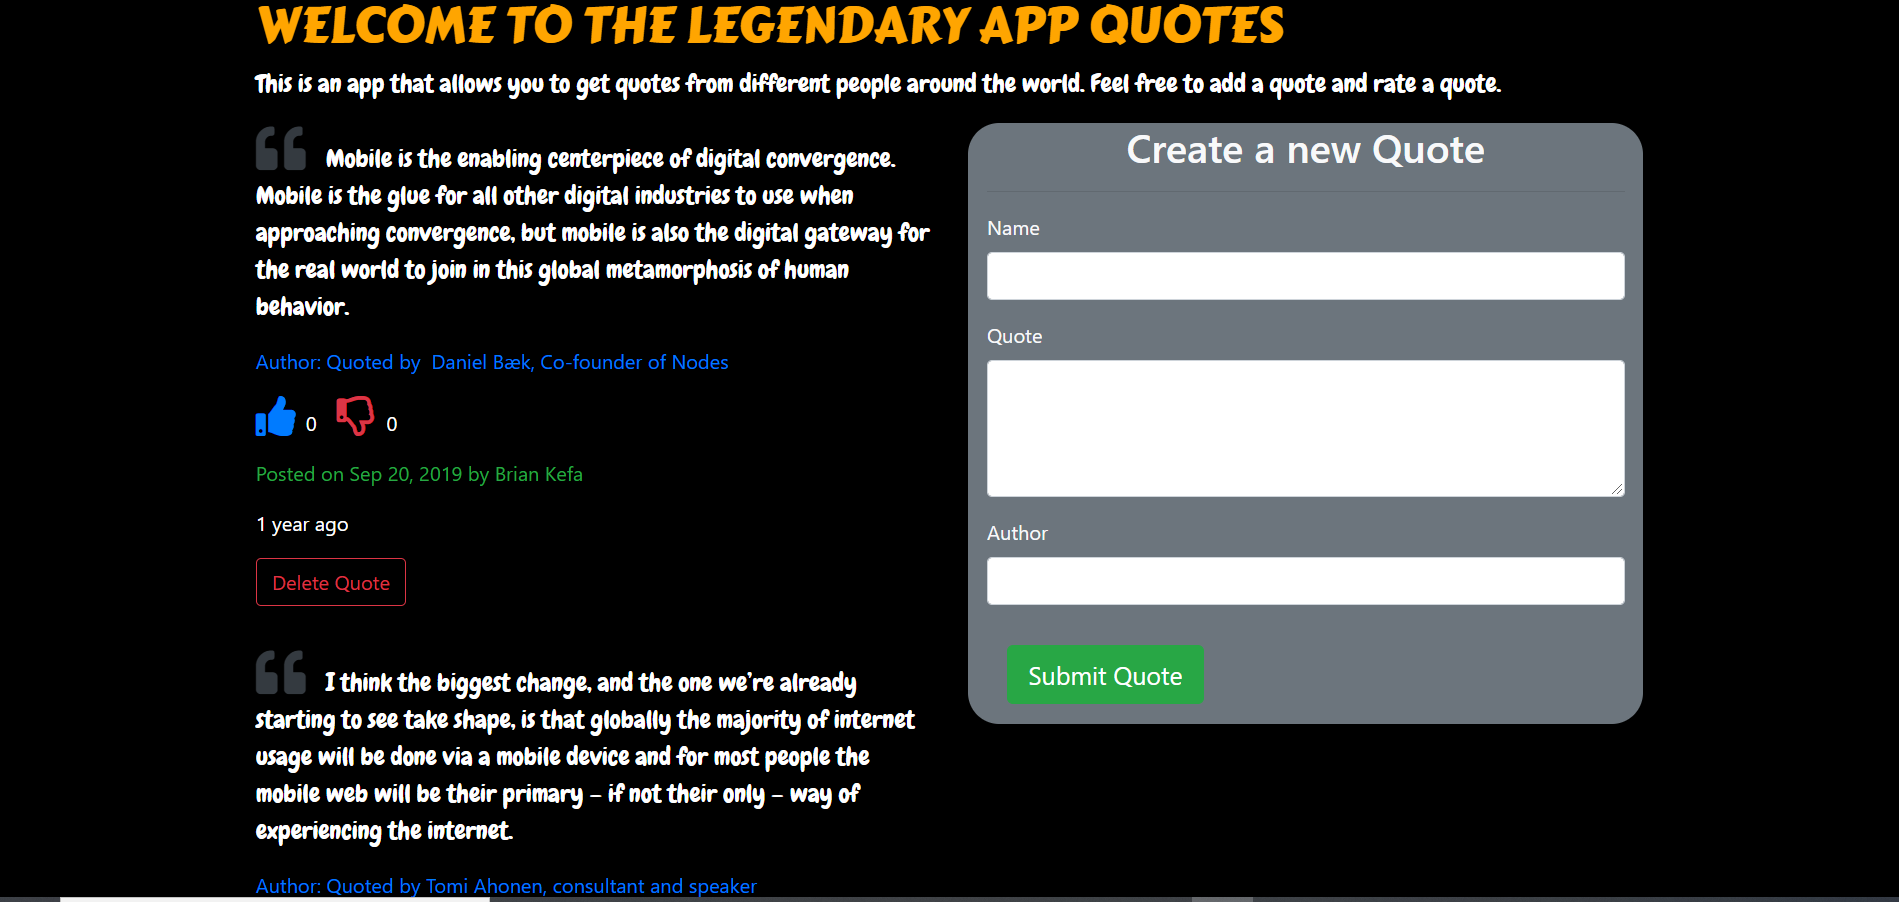 WELCOME TO THE LEGENDARY APP QUOTES
This is an app that allows you to get quotes from different people around the world. Feel free to add a quote and rate a quote.
Mobile is the enabling centerpiece of digital convergence.
Mobile is the glue for all other digital industries to use when
approaching convergence, but mobile is also the digital gateway for
the real world to join in this global metamorphosis of human
behavior.
Author: Quoted by  Daniel Bæk, Co-founder of Nodes
0 0
Posted on Sep 20, 2019 by Brian Kefa
1 year ago
Delete Quote
I think the biggest change, and the one we’re already
starting to see take shape, is that globally the majority of internet
usage will be done via a mobile device and for most people the
mobile web will be their primary – if not their only – way of
experiencing the internet.
Author: Quoted by Tomi Ahonen, consultant and speaker
Create a new Quote
Name
Quote
Author
Submit Quote